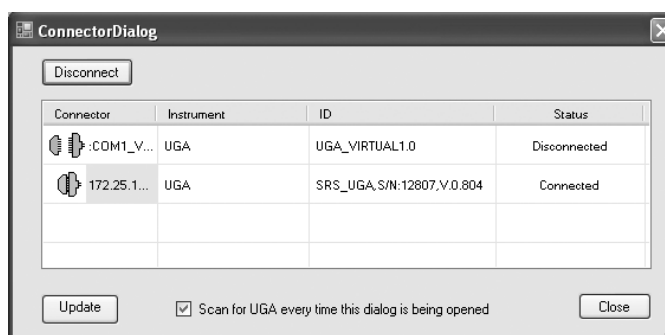 ConnectorDialog
Disconnect
Connector Instrument ID Status
:COM1_V... UGA UGA_VIRTUAL1.0 Disconnected
172.25.1... UGA SRS_UGA,S/N:12807,V.0.804 Connected
Update Scan for UGA every time this dialog is being opened Close